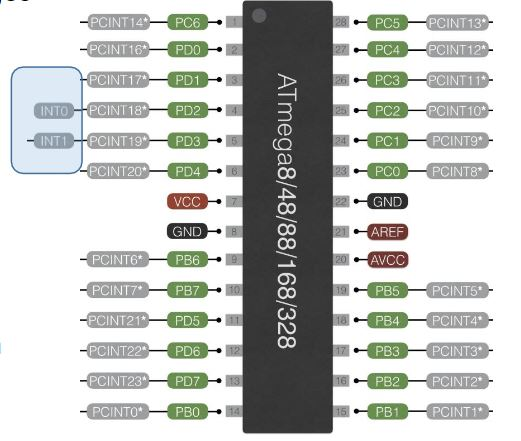 PCINT14* PC6 1 28 PC5 PCINT13*
PCINT16* PD0 2 27 PC4 PCINT12*
PCINT17* PD1 3 26 PC3 PCINT11*
INT0 PCINT18* PD2 4 25 PC2 PCINT10*
INT1 PCINT19* PD3 5 24 PC1 PCINT9*
PCINT20* PD4 6 23 PC0 PCINT8*
VCC 7 22 GND
GND 8 21 AREF
PCINT6* PB6 9 20 AVCC
PCINT7* PB7 10 19 PB5 PCINT5*
PCINT21* PD5 11 18 PB4 PCINT4*
PCINT22* PD6 12 17 PB3 PCINT3*
PCINT23* PD7 13 16 PB2 PCINT2*
PCINT0* PB0 14 15 PB1 PCINT1*
ATmega8/48/88/168/328